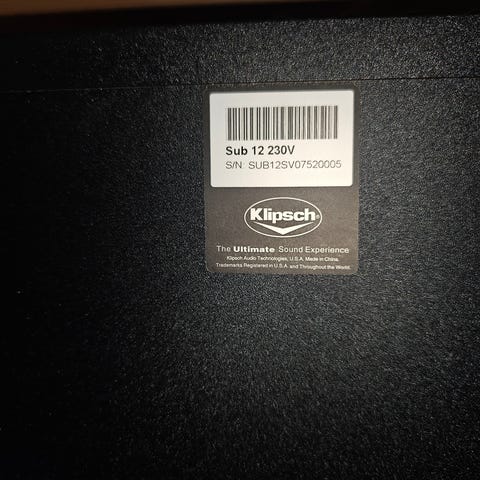 Sub 12 230V
S/N: SUB12SV07520005
Klipsch®
The Ultimate Sound Experience
Klipsch Audio Technologies, U.S.A. Made in China.
Trademarks Registered in U.S.A. and Throughout the World.